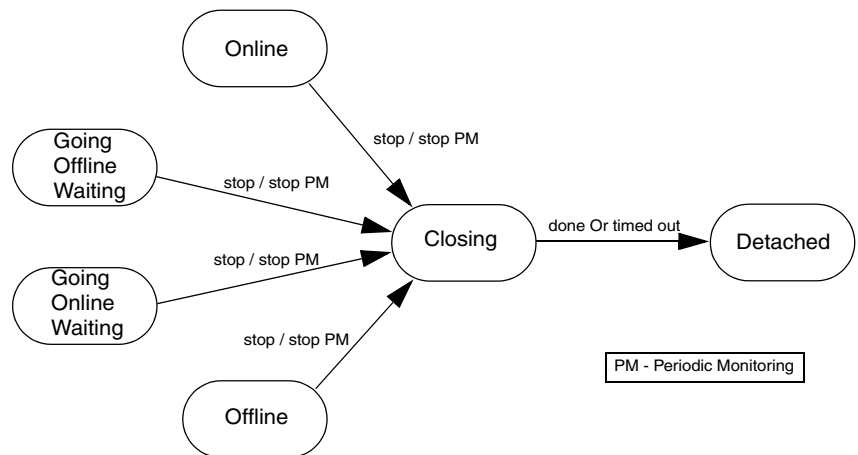 Online
stop / stop PM
Going
Offline
Waiting
stop / stop PM
Closing
done Or timed out
Detached
stop / stop PM
Going
Online
Waiting
stop / stop PM
Offline
PM - Periodic Monitoring